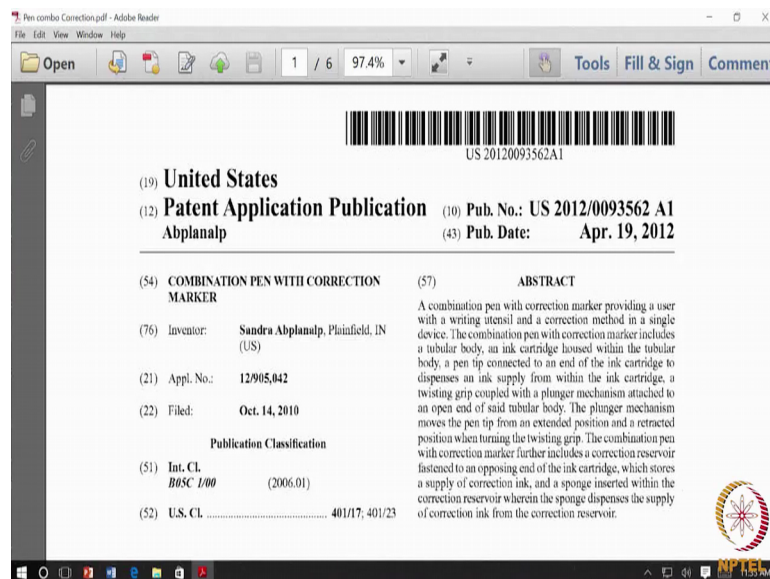 Pen combo Correction.pdf - Adobe Reader
File Edit View Window Help
Open 1 / 6 97.4% Tools Fill & Sign Commen
US 20120093562A1
(19) United States
(12) Patent Application Publication (10) Pub. No.: US 2012/0093562 A1
Abplanalp (43) Pub. Date: Apr. 19, 2012
(54) COMBINATION PEN WITH CORRECTION
MARKER
(76) Inventor: Sandra Abplanalp, Plainfield, IN
(US)
(21) Appl. No.: 12/905,042
(22) Filed: Oct. 14, 2010
Publication Classification
(51) Int. Cl.
B05C 1/00 (2006.01)
(52) U.S. Cl. ........................................ 401/17; 401/23
(57) ABSTRACT
A combination pen with correction marker providing a user
with a writing utensil and a correction method in a single
device. The combination pen with correction marker includes
a tubular body, an ink cartridge housed within the tubular
body, a pen tip connected to an end of the ink cartridge to
dispenses an ink supply from within the ink cartridge, a
twisting grip coupled with a plunger mechanism attached to
an open end of said tubular body. The plunger mechanism
moves the pen tip from an extended position and a retracted
position when turning the twisting grip. The combination pen
with correction marker further includes a correction reservoir
fastened to an opposing end of the ink cartridge, which stores
a supply of correction ink, and a sponge inserted within the
correction reservoir wherein the sponge dispenses the supply
of correction ink from the correction reservoir.
NPTEL